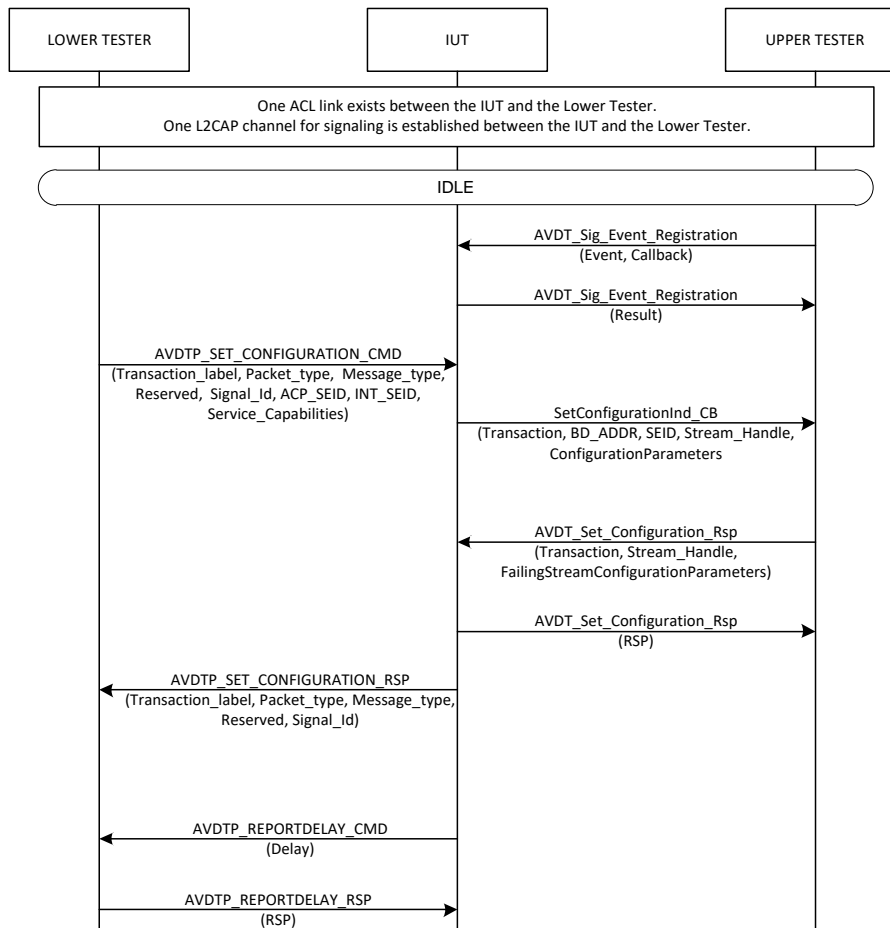 LOWER TESTER
IUT
UPPER TESTER
One ACL link exists between the IUT and the Lower Tester.
One L2CAP channel for signaling is established between the IUT and the Lower Tester.
IDLE
AVDT_Sig_Event_Registration
(Event, Callback)
AVDT_Sig_Event_Registration
(Result)
AVDTP_SET_CONFIGURATION_CMD
(Transaction_label, Packet_type, Message_type,
Reserved, Signal_Id, ACP_SEID, INT_SEID,
Service_Capabilities)
SetConfigurationInd_CB
(Transaction, BD_ADDR, SEID, Stream_Handle,
ConfigurationParameters
AVDT_Set_Configuration_Rsp
(Transaction, Stream_Handle,
FailingStreamConfigurationParameters)
AVDT_Set_Configuration_Rsp
(RSP)
AVDTP_SET_CONFIGURATION_RSP
(Transaction_label, Packet_type, Message_type,
Reserved, Signal_Id)
AVDTP_REPORTDELAY_CMD
(Delay)
AVDTP_REPORTDELAY_RSP
(RSP)